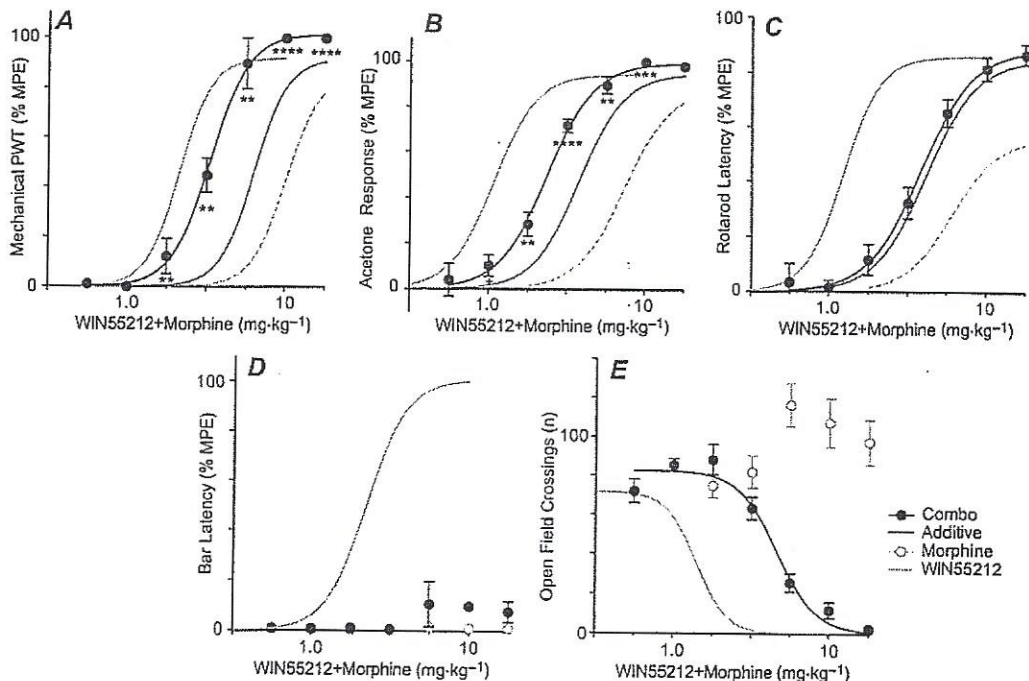 A
Mechanical PWT (% MPE)
100
0
** ** ** **** ****
1.0 10
WIN55212+Morphine (mg·kg⁻¹)
B
Acetone Response (% MPE)
100
0
* ** **** ** ***
1.0 10
WIN55212+Morphine (mg·kg⁻¹)
C
Rotarod Latency (% MPE)
100
0
1.0 10
WIN55212+Morphine (mg·kg⁻¹)
D
Bar Latency (% MPE)
100
0
1.0 10
WIN55212+Morphine (mg·kg⁻¹)
E
Open Field Crossings (n)
100
0
1.0 10
WIN55212+Morphine (mg·kg⁻¹)
Combo
Additive
Morphine
WIN55212